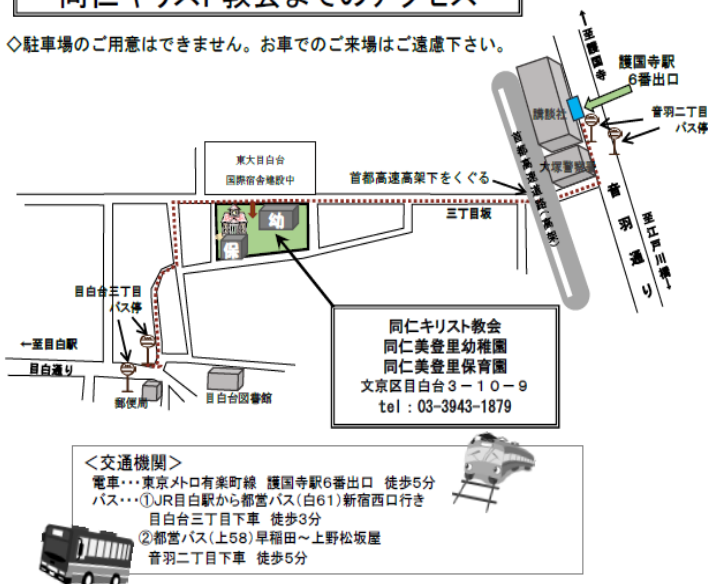 同仁キリスト教会までのアクセス
◇駐車場のご用意はできません。お車でのご来場はご遠慮下さい。
↑至護国寺
護国寺駅
6番出口
講談社
音羽二丁目
バス停
大塚警察署
首都高速道路(高架)
東大目白台
国際宿舎建設中
首都高速高架下をくぐる
三丁目坂
音羽通り
至江戸川橋→
幼
保
目白台三丁目
バス停
←至目白駅
目白通り
郵便局
目白台図書館
同仁キリスト教会
同仁美登里幼稚園
同仁美登里保育園
文京区目白台3-10-9
tel:03-3943-1879
<交通機関>
電車・・・東京メトロ有楽町線 護国寺駅6番出口 徒歩5分
バス・・・①JR目白駅から都営バス(白61)新宿西口行き
目白台三丁目下車 徒歩3分
②都営バス(上58)早稲田~上野松坂屋
音羽二丁目下車 徒歩5分